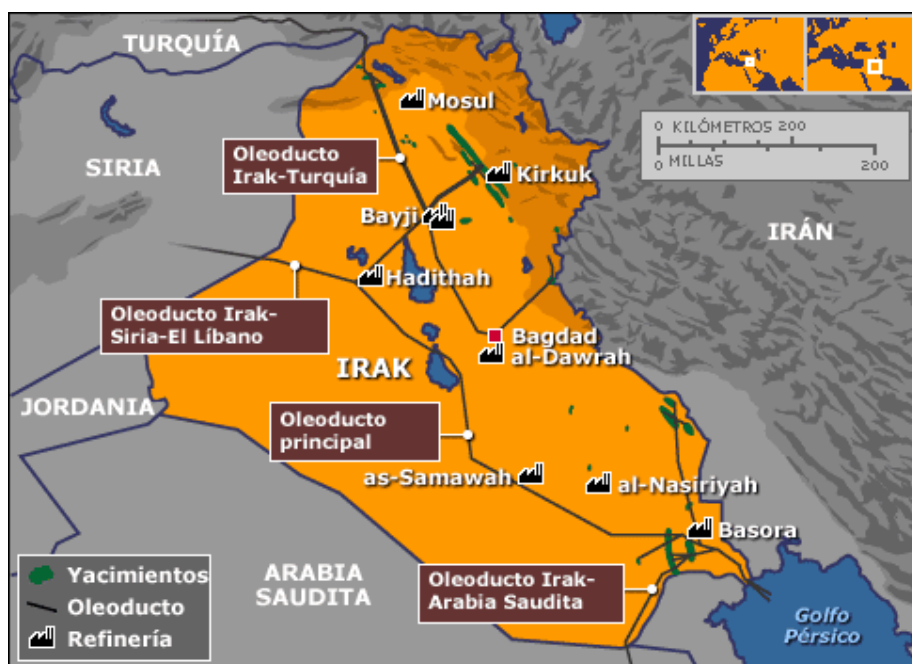 TURQUÍA
0 KILÓMETROS 200
0 MILLAS 200
Mosul
SIRIA
Oleoducto
Irak-Turquía
Kirkuk
Bayji
IRÁN
Hadithah
Oleoducto Irak-
Siria-El Líbano
Bagdad
al-Dawrah
IRAK
JORDANIA
Oleoducto
principal
as-Samawah
al-Nasiriyah
Basora
Yacimientos
Oleoducto
Refinería
ARABIA
SAUDITA
Oleoducto Irak-
Arabia Saudita
Golfo
Pérsico